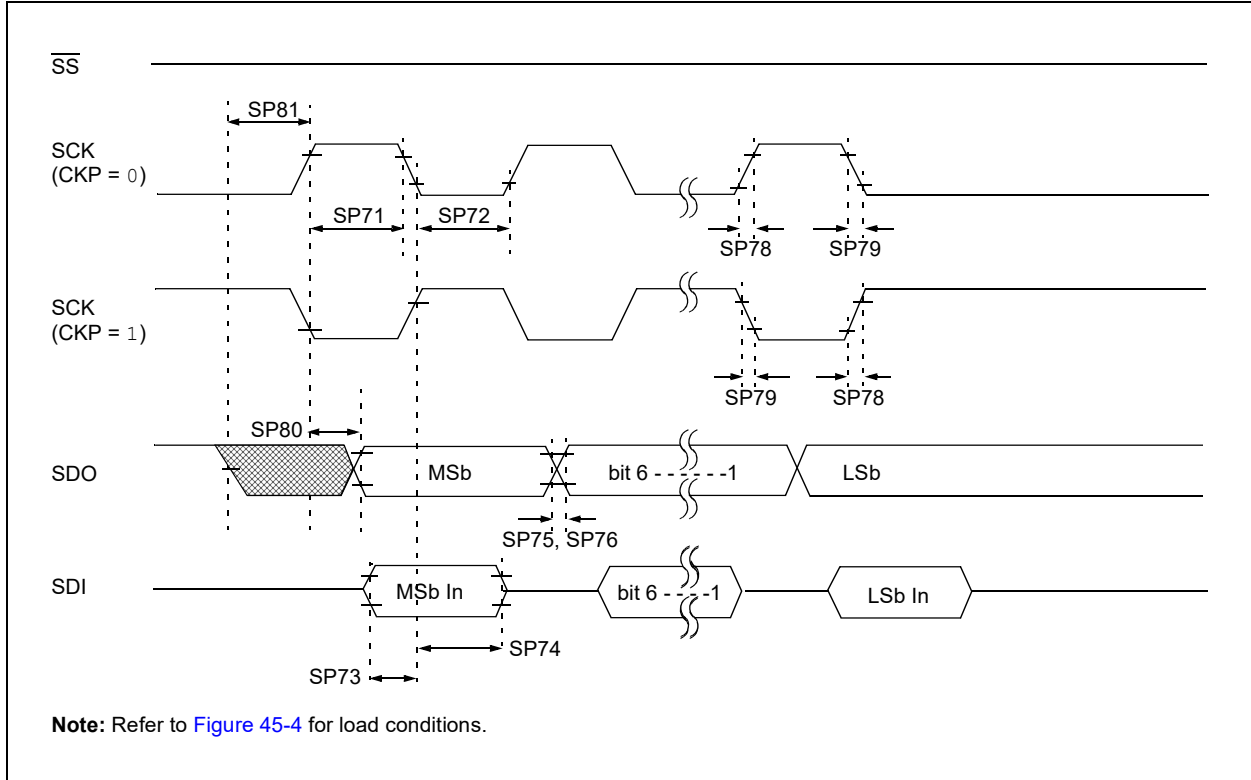 SS
SP81
SCK
(CKP = 0)
SP71
SP72
SP78
SP79
SCK
(CKP = 1)
SP79
SP78
SP80
SDO
MSb
bit 6 - - - - - -1
LSb
SP75, SP76
SDI
MSb In
bit 6 - - - -1
LSb In
SP74
SP73
Note: Refer to Figure 45-4 for load conditions.